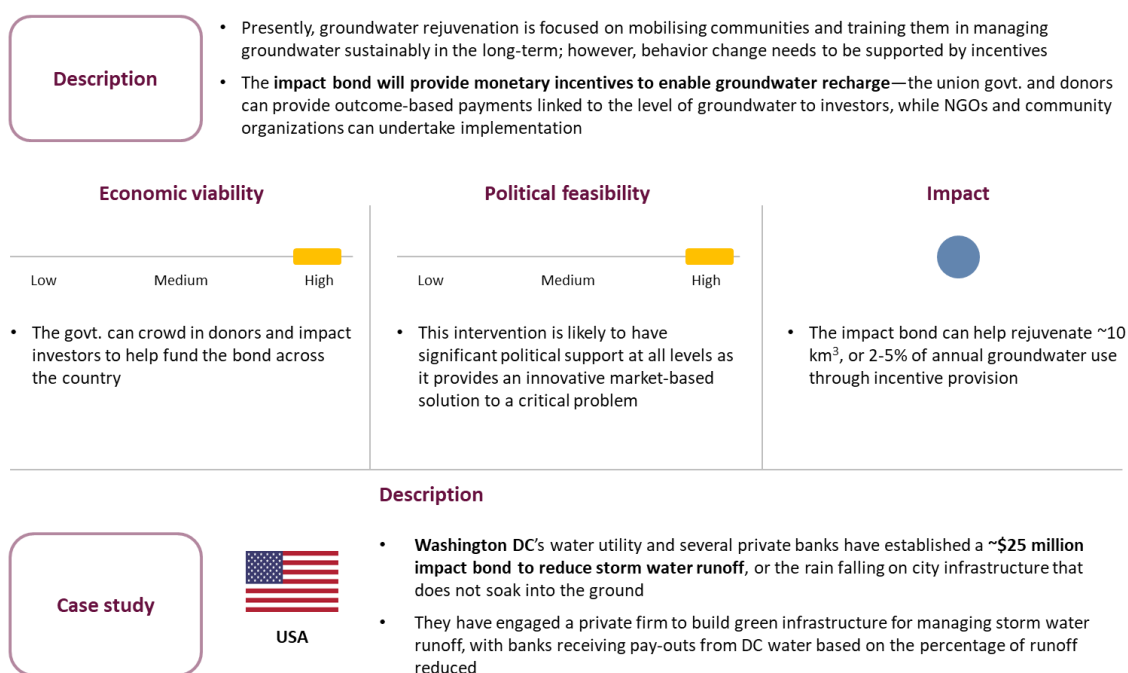 Description
• Presently, groundwater rejuvenation is focused on mobilising communities and training them in managing
groundwater sustainably in the long-term; however, behavior change needs to be supported by incentives
• The impact bond will provide monetary incentives to enable groundwater recharge—the union govt. and donors
can provide outcome-based payments linked to the level of groundwater to investors, while NGOs and community
organizations can undertake implementation
Economic viability
Low Medium High
• The govt. can crowd in donors and impact
investors to help fund the bond across
the country
Political feasibility
Low Medium High
• This intervention is likely to have
significant political support at all levels as
it provides an innovative market-based
solution to a critical problem
Impact
• The impact bond can help rejuvenate ~10
km³, or 2-5% of annual groundwater use
through incentive provision
Case study
USA
Description
• Washington DC’s water utility and several private banks have established a ~$25 million
impact bond to reduce storm water runoff, or the rain falling on city infrastructure that
does not soak into the ground
• They have engaged a private firm to build green infrastructure for managing storm water
runoff, with banks receiving pay-outs from DC water based on the percentage of runoff
reduced